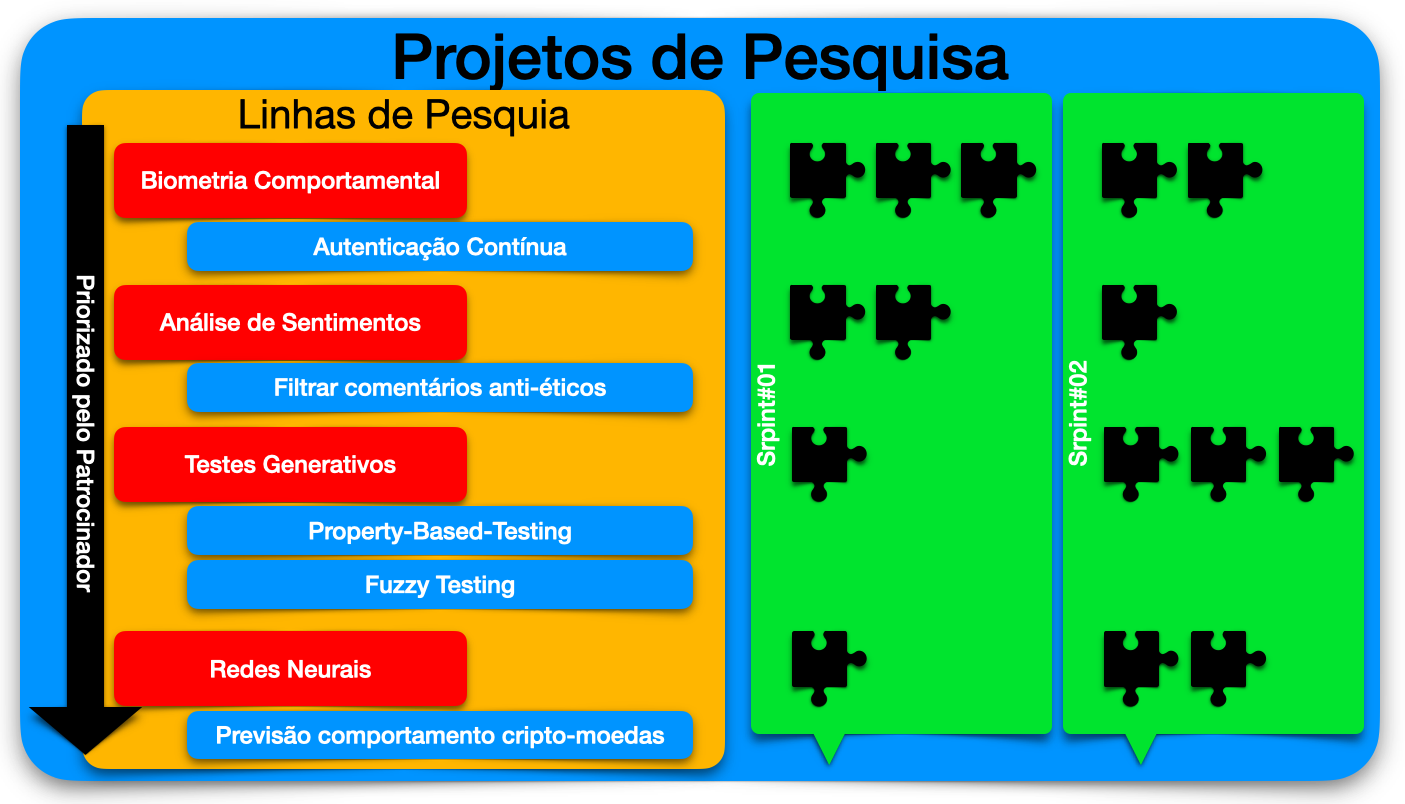 Projetos de Pesquisa
Linhas de Pesquia
Priorizado pelo Patrocinador
Biometria Comportamental
Autenticação Contínua
Análise de Sentimentos
Filtrar comentários anti-éticos
Testes Generativos
Property-Based-Testing
Fuzzy Testing
Redes Neurais
Previsão comportamento cripto-moedas
Srpint#01
Srpint#02